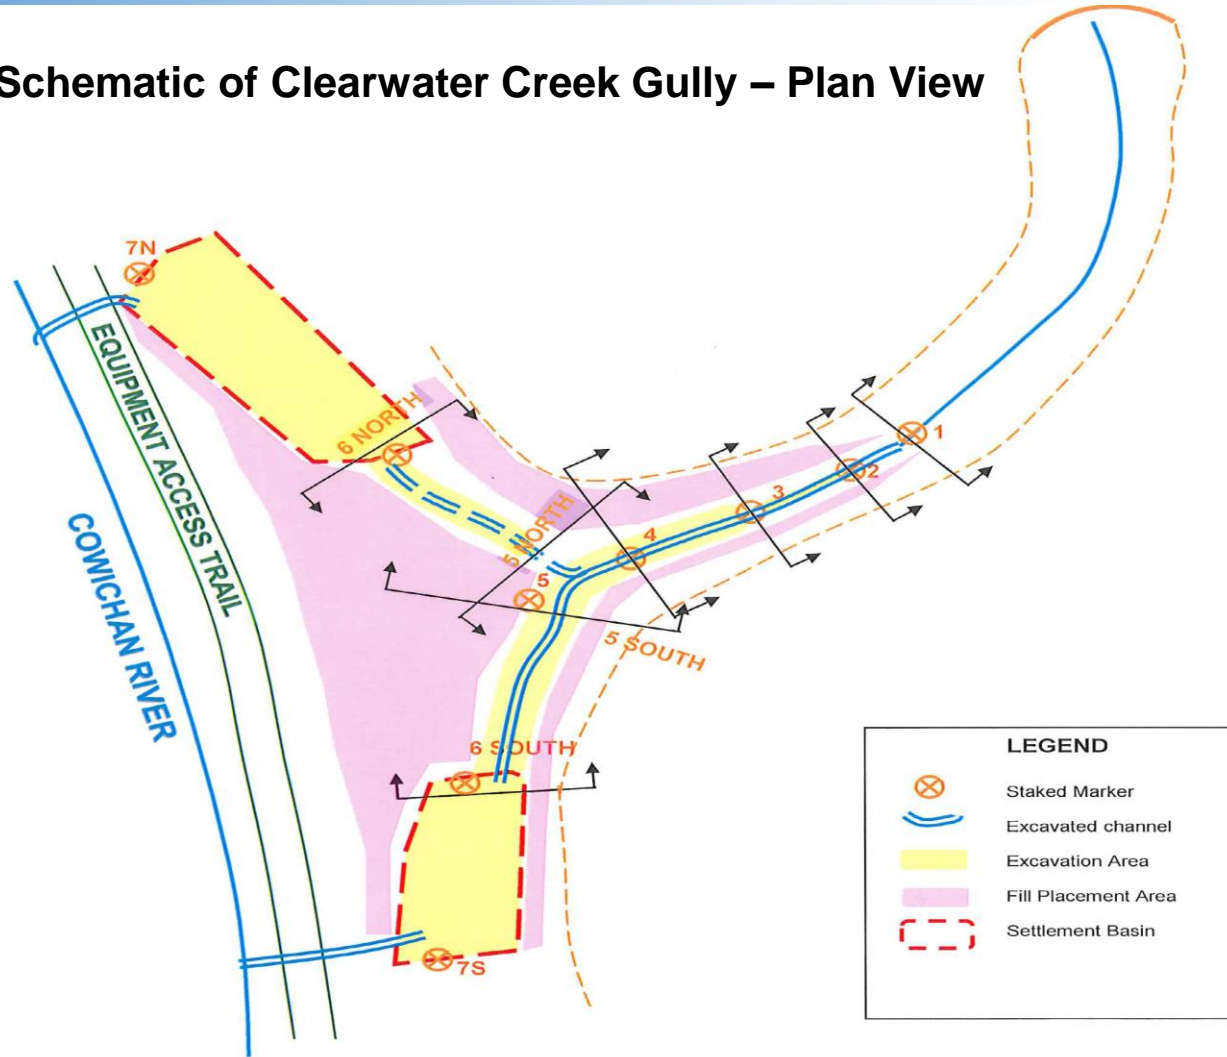 Schematic of Clearwater Creek Gully – Plan View
7N
EQUIPMENT ACCESS TRAIL
COWICHAN RIVER
6 NORTH
1
2
3
4
5 NORTH
5
5 SOUTH
6 SOUTH
7S
LEGEND
Staked Marker
Excavated channel
Excavation Area
Fill Placement Area
Settlement Basin